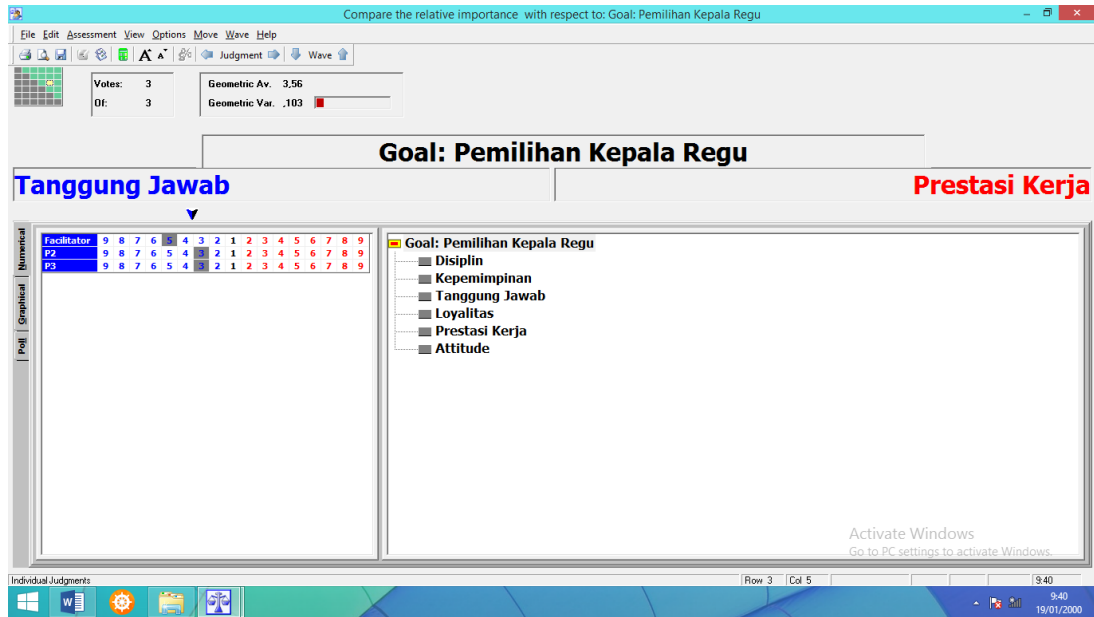 Compare the relative importance with respect to: Goal: Pemilihan Kepala Regu
File Edit Assessment View Options Move Wave Help
Judgment Wave
Votes: 3
Of: 3
Geometric Av. 3,56
Geometric Var. ,103
Goal: Pemilihan Kepala Regu
Tanggung Jawab
Prestasi Kerja
Numerical
Graphical
Poll
Facilitator 9 8 7 6 5 4 3 2 1 2 3 4 5 6 7 8 9
P2 9 8 7 6 5 4 3 2 1 2 3 4 5 6 7 8 9
P3 9 8 7 6 5 4 3 2 1 2 3 4 5 6 7 8 9
Goal: Pemilihan Kepala Regu
Disiplin
Kepemimpinan
Tanggung Jawab
Loyalitas
Prestasi Kerja
Attitude
Activate Windows
Go to PC settings to activate Windows.
Individual Judgments
Row 3 Col 5
9:40
9:40
19/01/2000